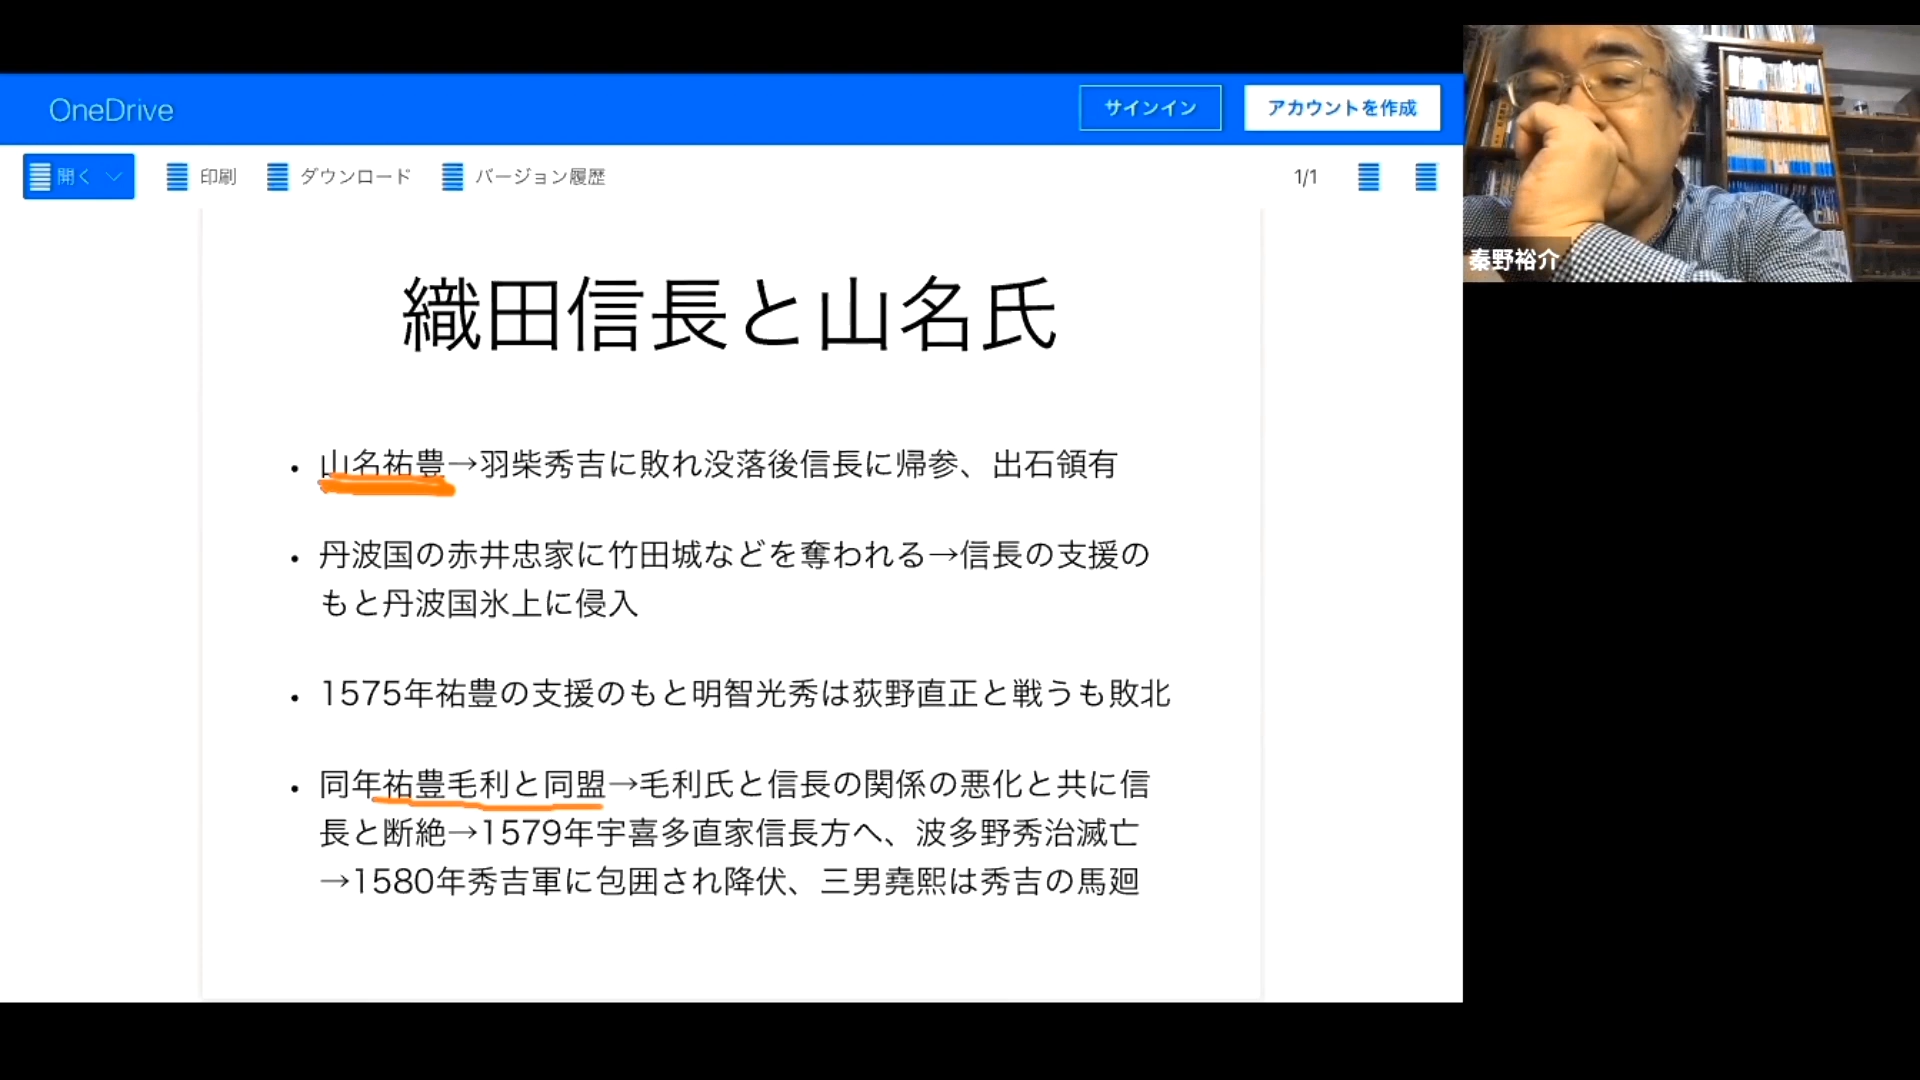 OneDrive
サインイン
アカウントを作成
開く
印刷
ダウンロード
バージョン履歴
1/1
秦野裕介
織田信長と山名氏
• 山名祐豊→羽柴秀吉に敗れ没落後信長に帰参、出石領有
• 丹波国の赤井忠家に竹田城などを奪われる→信長の支援の
もと丹波国氷上に侵入
• 1575年祐豊の支援のもと明智光秀は荻野直正と戦うも敗北
• 同年祐豊毛利と同盟→毛利氏と信長の関係の悪化と共に信
長と断絶→1579年宇喜多直家信長方へ、波多野秀治滅亡
→1580年秀吉軍に包囲され降伏、三男堯熙は秀吉の馬廻